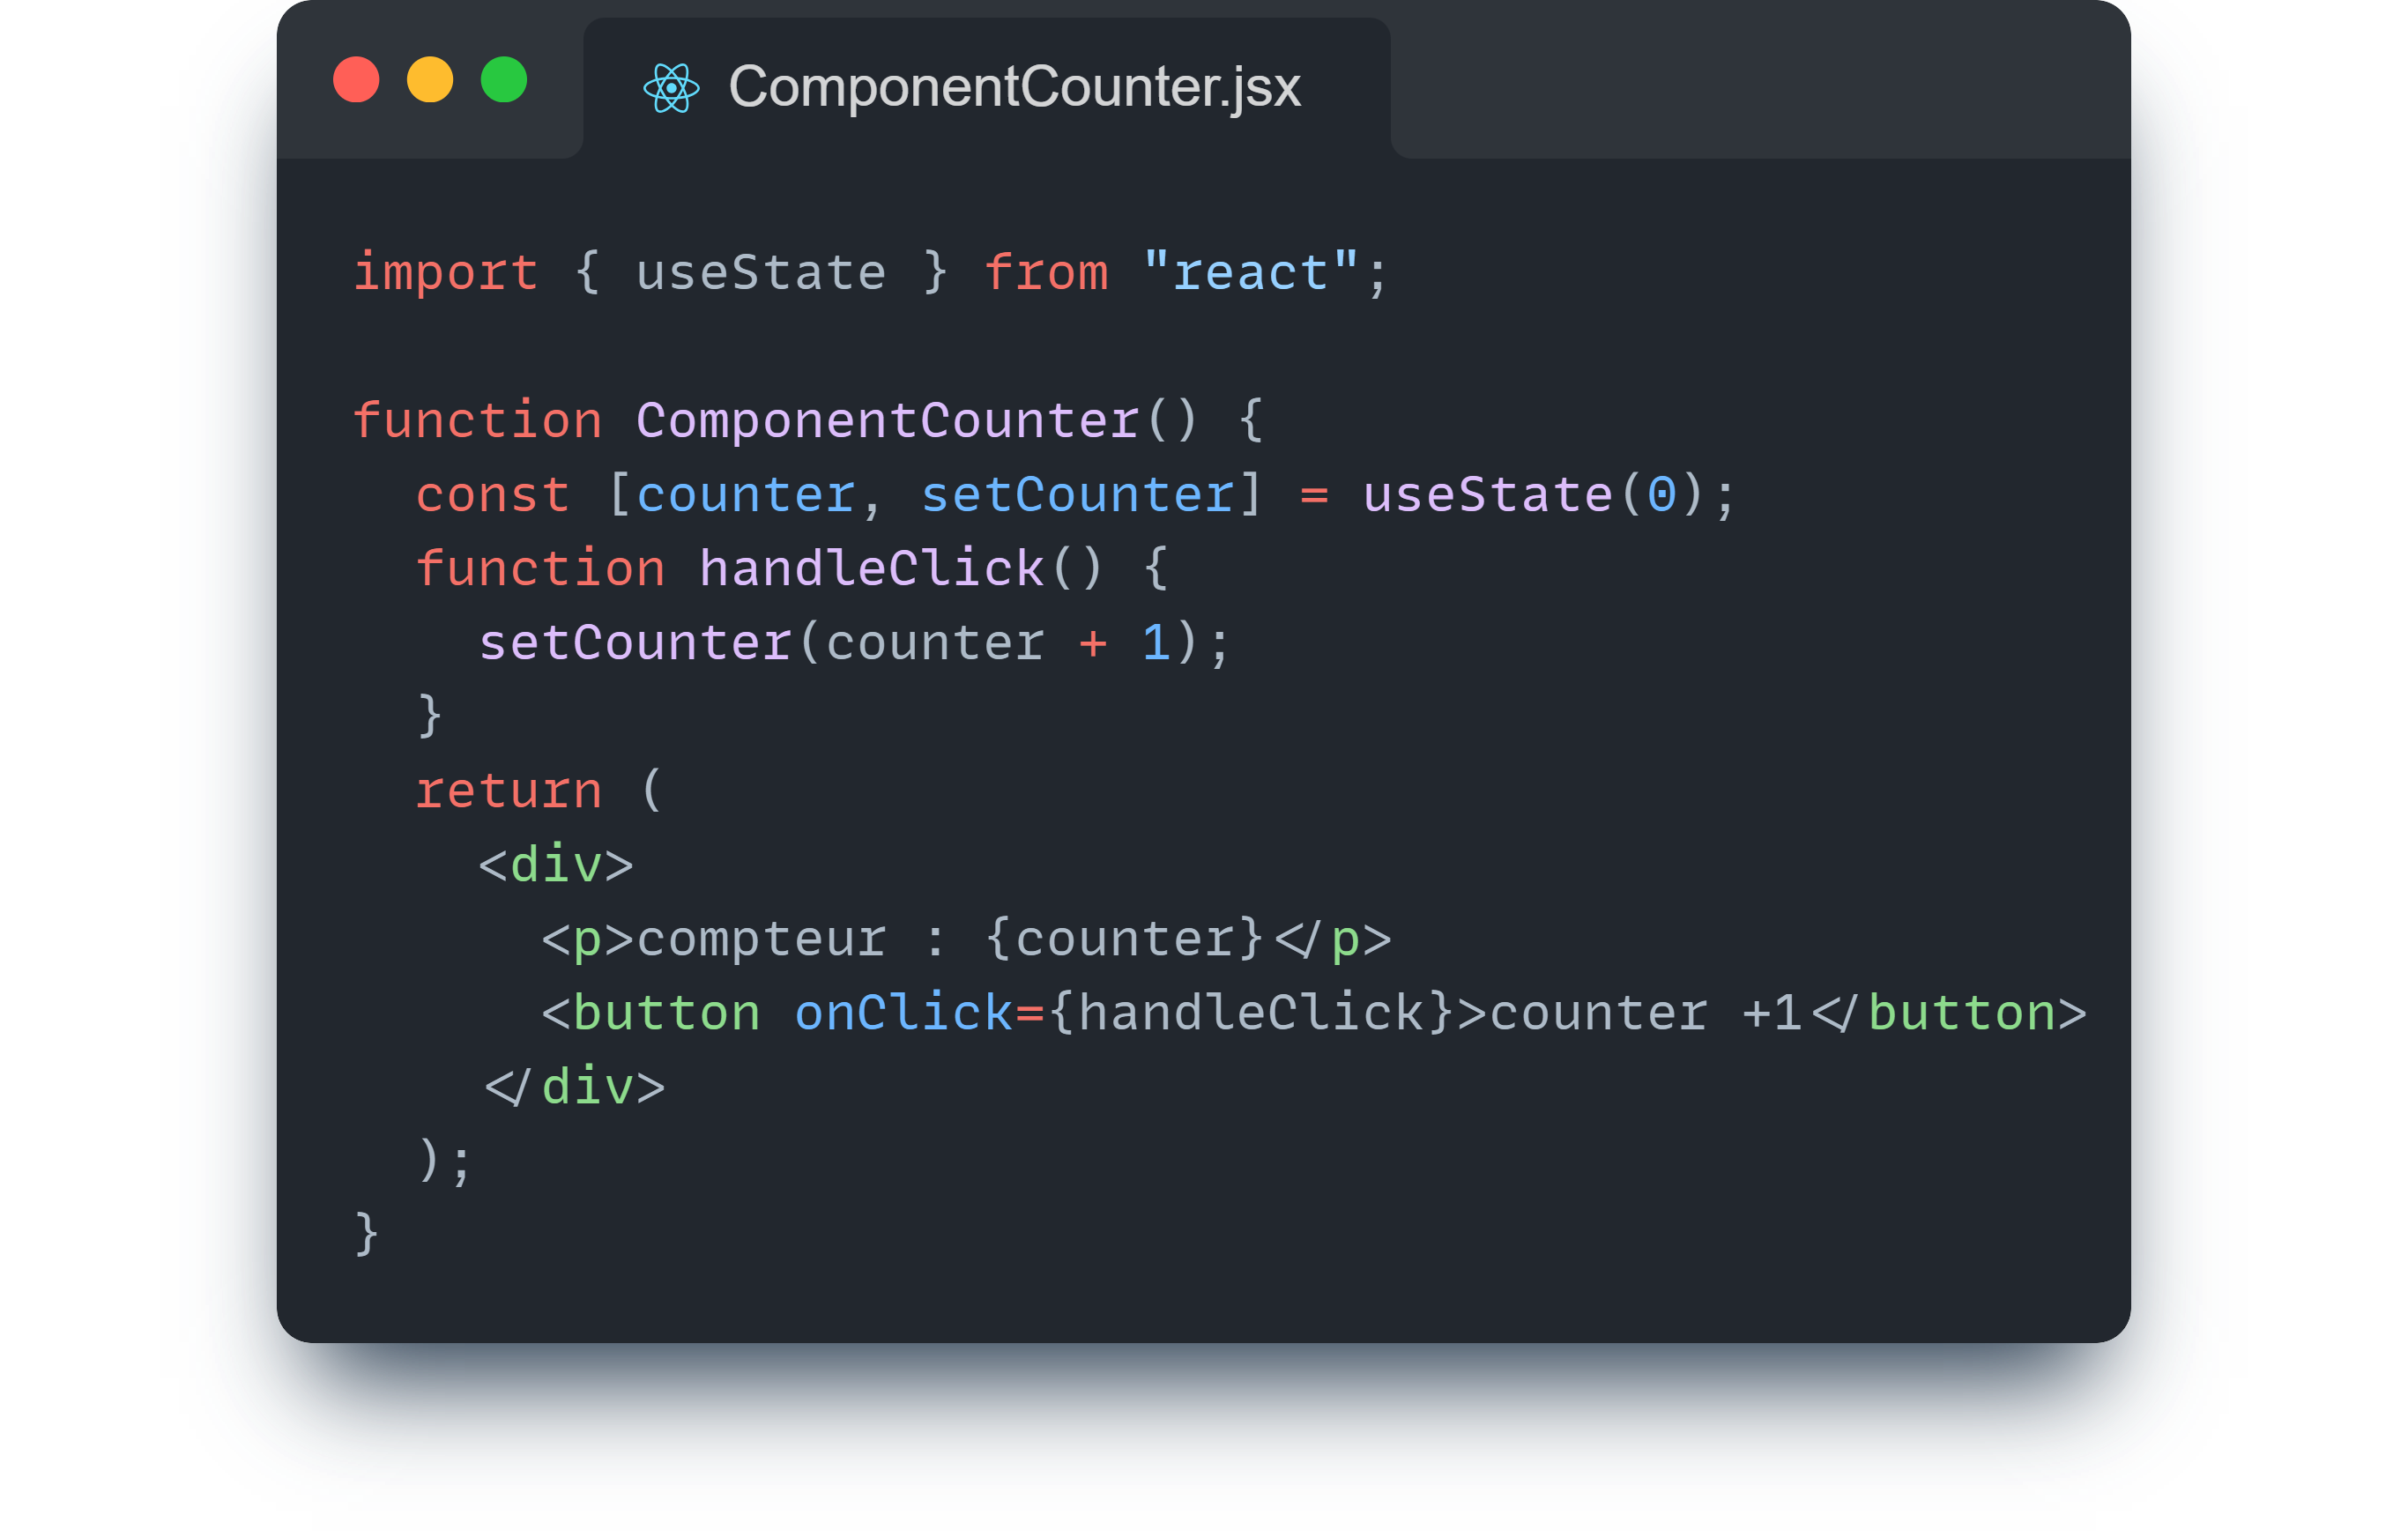 ComponentCounter.jsx
import { useState } from "react";
function ComponentCounter() {
  const [counter, setCounter] = useState(0);
  function handleClick() {
    setCounter(counter + 1);
  }
  return (
    <div>
      <p>compteur : {counter}</p>
      <button onClick={handleClick}>counter +1</button>
    </div>
  );
}